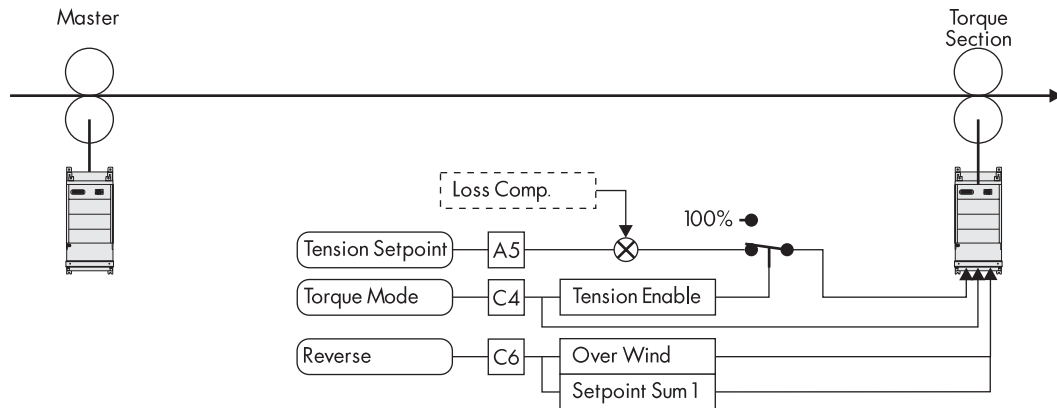 Master
Torque
Section
Loss Comp.
100%
Tension Setpoint
A5
Torque Mode
C4
Tension Enable
Reverse
C6
Over Wind
Setpoint Sum 1